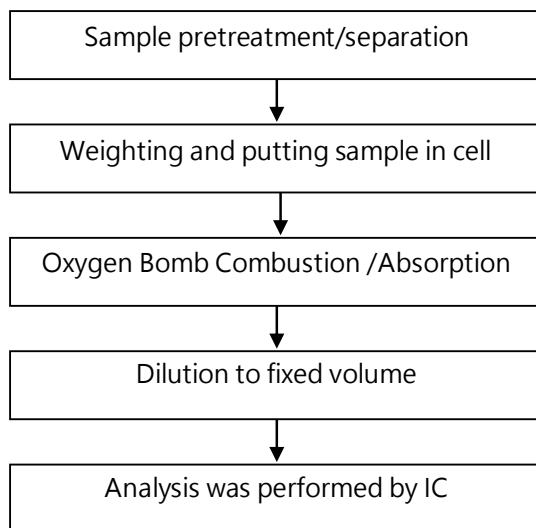 Sample pretreatment/separation
Weighting and putting sample in cell
Oxygen Bomb Combustion /Absorption
Dilution to fixed volume
Analysis was performed by IC